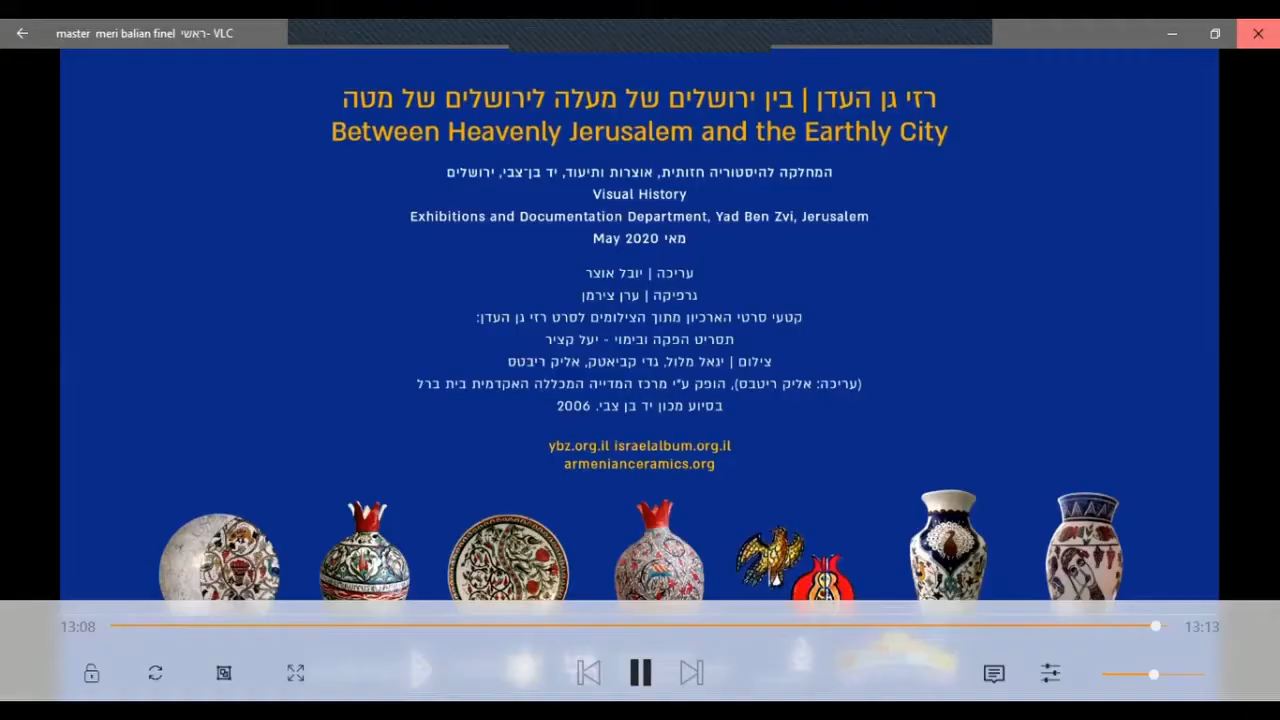 master meri balian finel ראשי- VLC
רזי גן העדן | בין ירושלים של מעלה לירושלים של מטה
Between Heavenly Jerusalem and the Earthly City
המחלקה להיסטוריה חזותית, אוצרות ותיעוד, יד בן־צבי, ירושלים
Visual History
Exhibitions and Documentation Department, Yad Ben Zvi, Jerusalem
May 2020 מאי
עריכה | יובל אוצר
גרפיקה | ערן צירמן
קטעי סרטי הארכיון מתוך הצילומים לסרט רזי גן העדן:
תסריט הפקה ובימוי - יעל קציר
צילום | יגאל מלול, גדי קביאטק, אליק ריבטס
(עריכה: אליק ריטבס), הופק ע"י מרכז המדייה המכללה האקדמית בית ברל
בסיוע מכון יד בן צבי. 2006
ybz.org.il israelalbum.org.il
armenianceramics.org
13:08
13:13